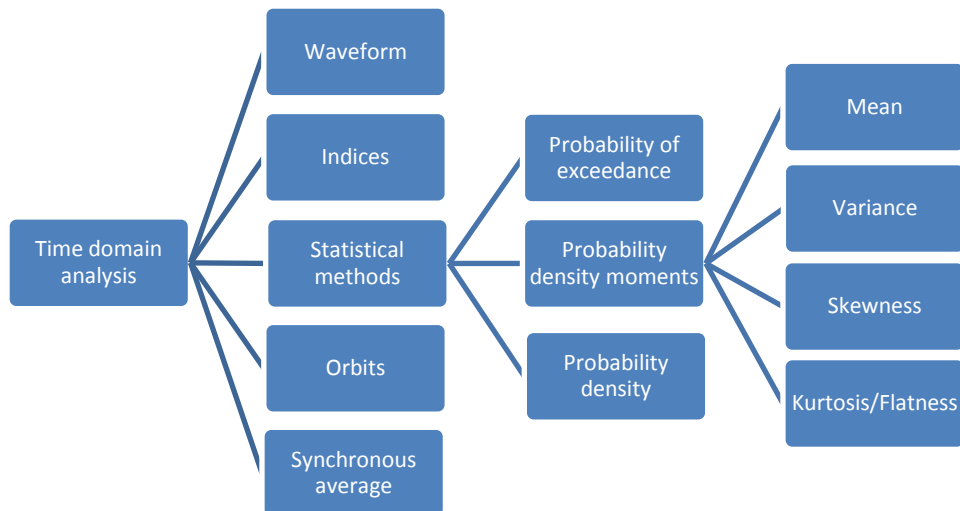 Time domain
analysis
Waveform
Indices
Statistical
methods
Orbits
Synchronous
average
Probability of
exceedance
Probability
density moments
Probability
density
Mean
Variance
Skewness
Kurtosis/Flatness